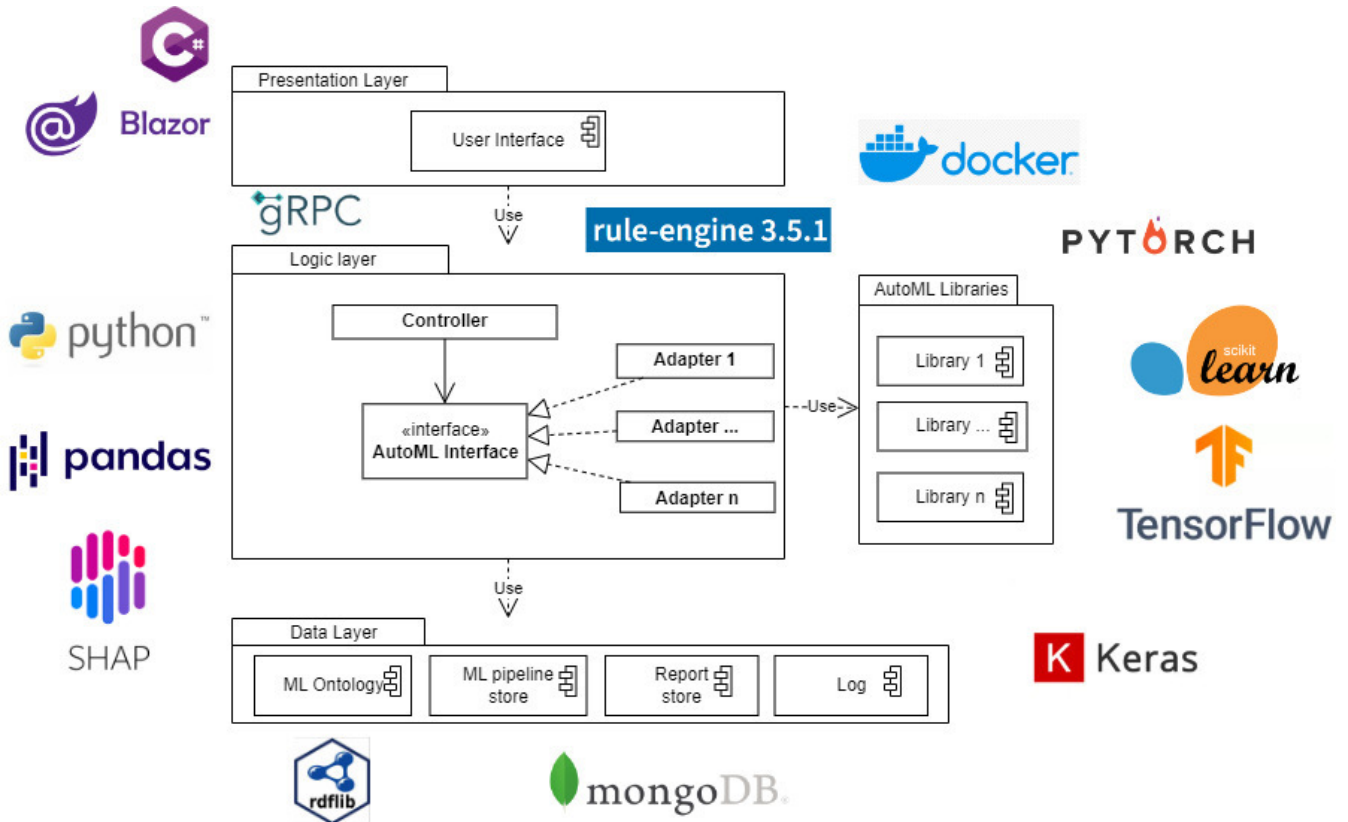 C#
Presentation Layer
@ Blazor
User Interface
docker
gRPC
Use
rule-engine 3.5.1
PYTORCH
Logic layer
AutoML Libraries
python™
Controller
Adapter 1
Library 1
scikit
learn
«interface»
AutoML Interface
Adapter ...
Use
Library ...
pandas
Adapter n
Library n
TensorFlow
SHAP
Use
Data Layer
K Keras
ML Ontology
ML pipeline
store
Report
store
Log
rdflib
mongoDB®